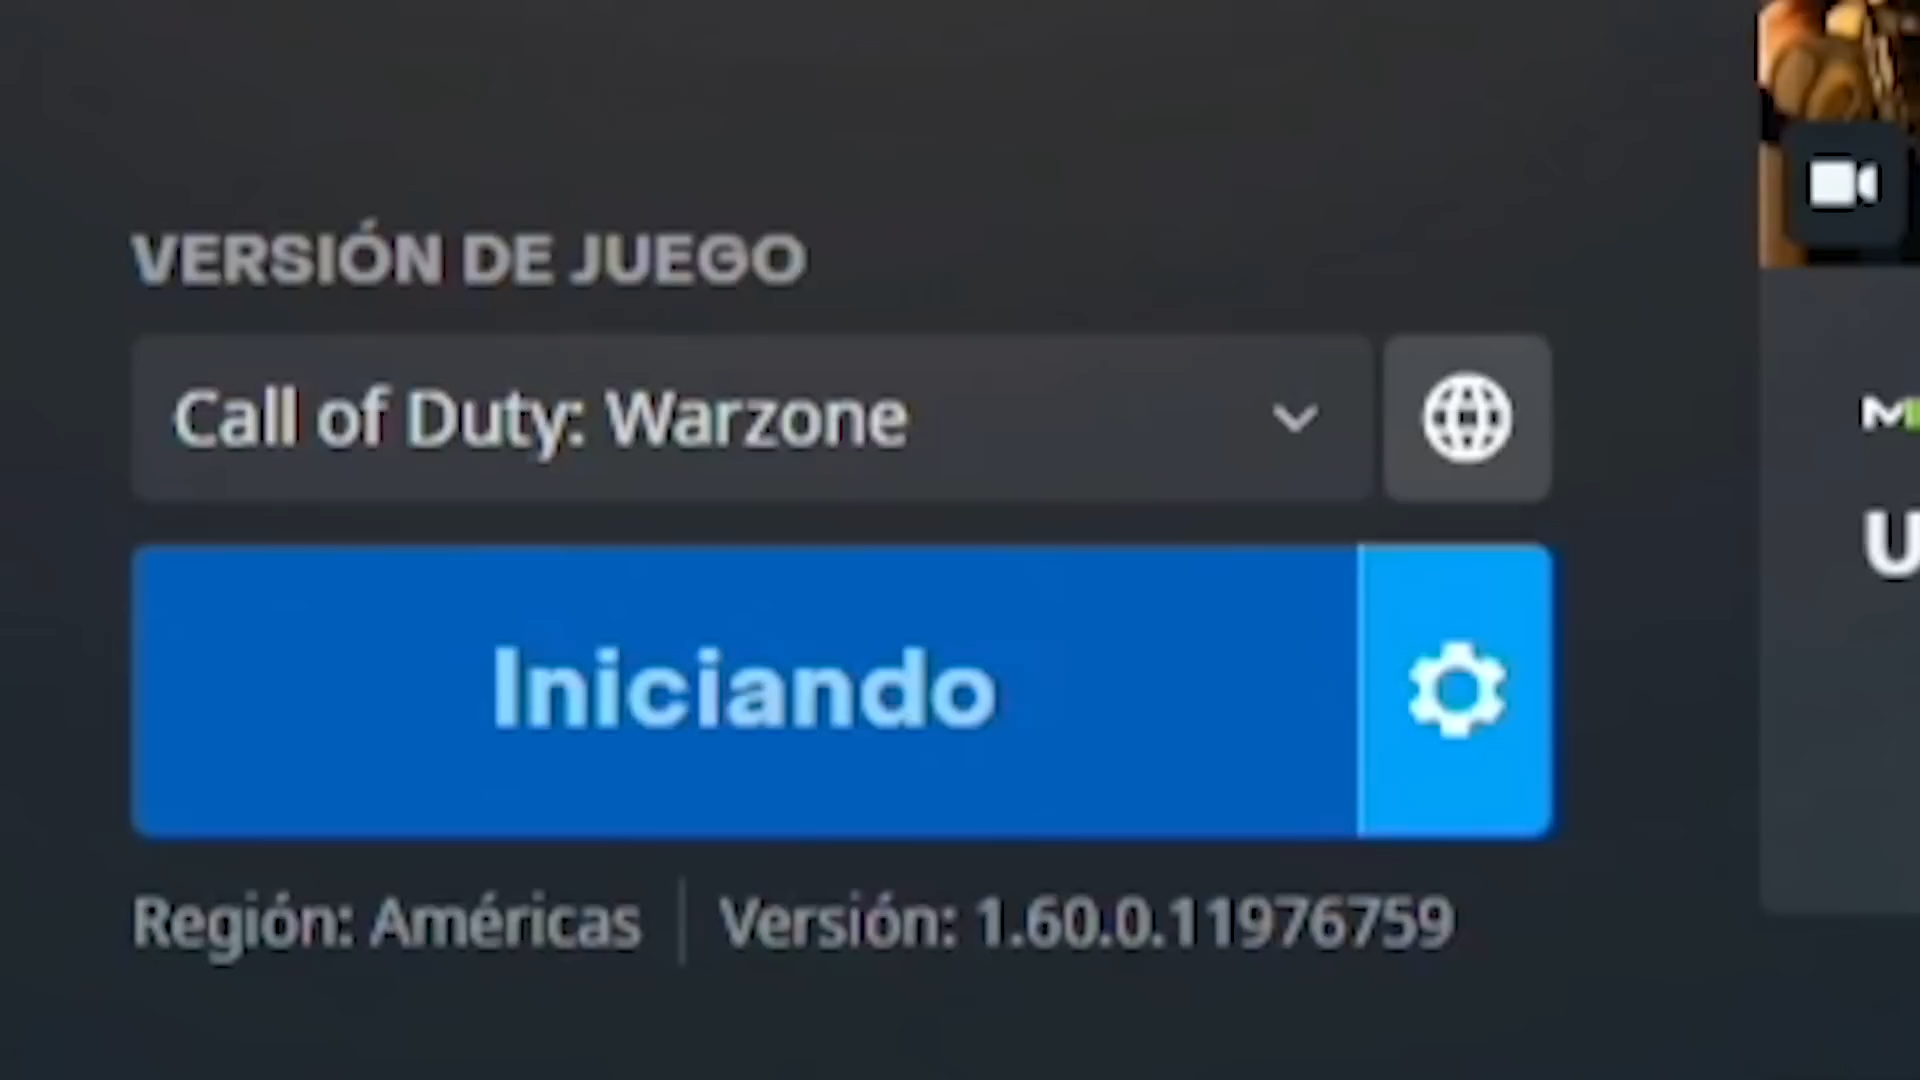 VERSIÓN DE JUEGO
Call of Duty: Warzone
Iniciando
Región: Américas | Versión: 1.60.0.11976759